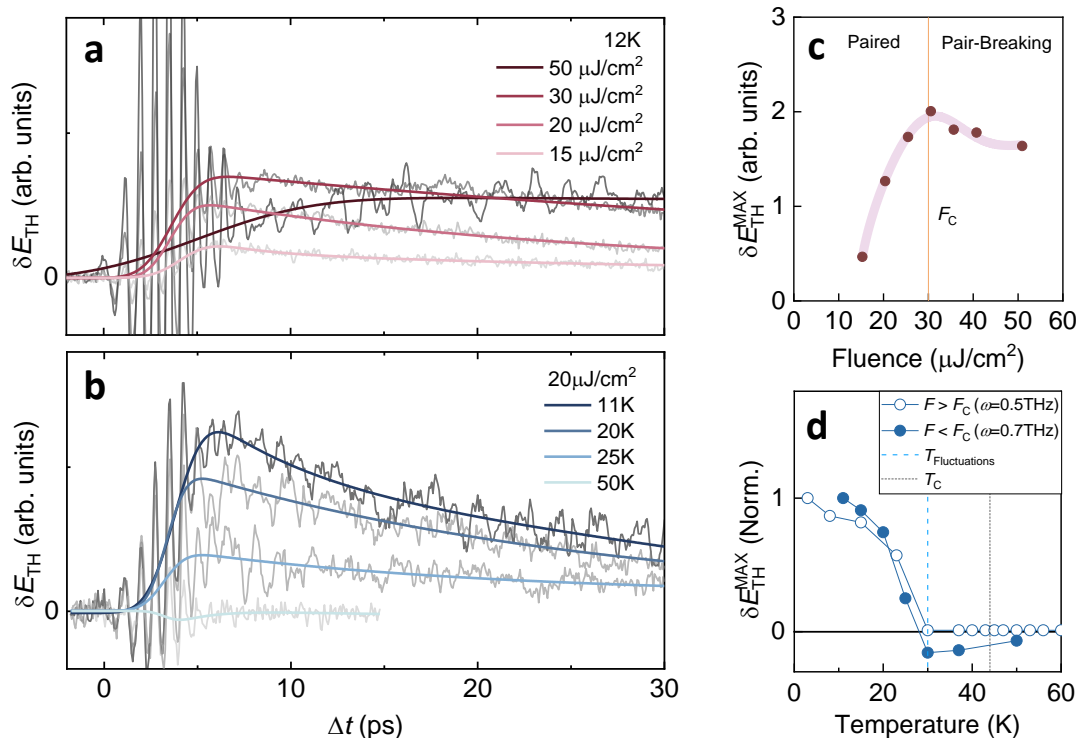 a
12K
50 μJ/cm²
30 μJ/cm²
20 μJ/cm²
15 μJ/cm²
δE_TH (arb. units)
0
b
20μJ/cm²
11K
20K
25K
50K
δE_TH (arb. units)
0
0 10 20 30
Δt (ps)
c
Paired
Pair-Breaking
F_C
δE_TH^MAX (arb. units)
3
2
1
0
0 10 20 30 40 50 60
Fluence (μJ/cm²)
d
F > F_C (ω=0.5THz)
F < F_C (ω=0.7THz)
T_Fluctuations
T_C
δE_TH^MAX (Norm.)
1
0
0 20 40 60
Temperature (K)